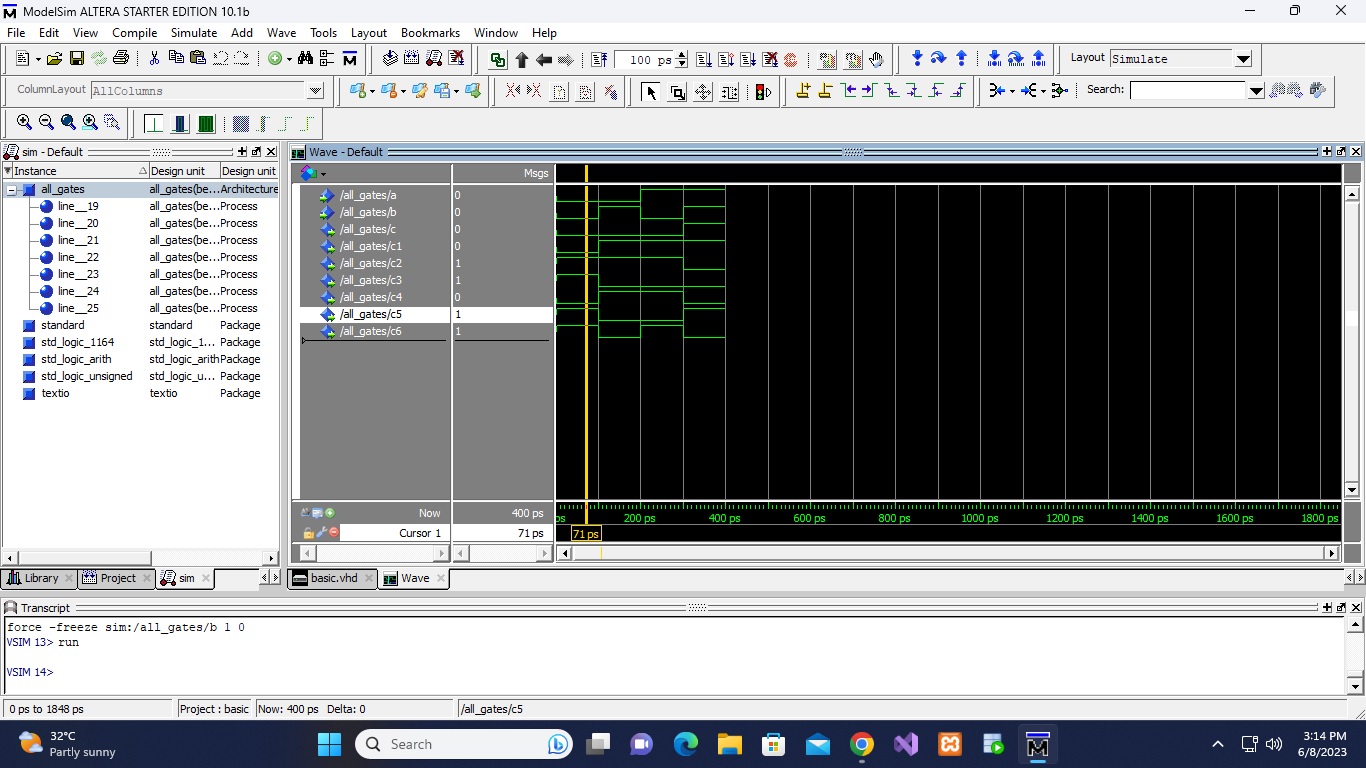 ModelSim ALTERA STARTER EDITION 10.1b
File Edit View Compile Simulate Add Wave Tools Layout Bookmarks Window Help
100 ps Layout Simulate
ColumnLayout AllColumns Search:
sim - Default
Instance Design unit Design unit
all_gates all_gates(be... Architecture
line__19 all_gates(be... Process
line__20 all_gates(be... Process
line__21 all_gates(be... Process
line__22 all_gates(be... Process
line__23 all_gates(be... Process
line__24 all_gates(be... Process
line__25 all_gates(be... Process
standard standard Package
std_logic_1164 std_logic_1... Package
std_logic_arith std_logic_arith Package
std_logic_unsigned std_logic_u... Package
textio textio Package
Library Project sim
Wave - Default
Msgs
/all_gates/a 0
/all_gates/b 0
/all_gates/c 0
/all_gates/c1 0
/all_gates/c2 1
/all_gates/c3 1
/all_gates/c4 0
/all_gates/c5 1
/all_gates/c6 1
Now 400 ps ps 200 ps 400 ps 600 ps 800 ps 1000 ps 1200 ps 1400 ps 1600 ps 1800 ps
Cursor 1 71 ps 71 ps
basic.vhd Wave
Transcript
force -freeze sim:/all_gates/b 1 0
VSIM 13> run
VSIM 14>
0 ps to 1848 ps Project : basic Now: 400 ps Delta: 0 /all_gates/c5
32°C
Partly sunny
Search
3:14 PM
6/8/2023